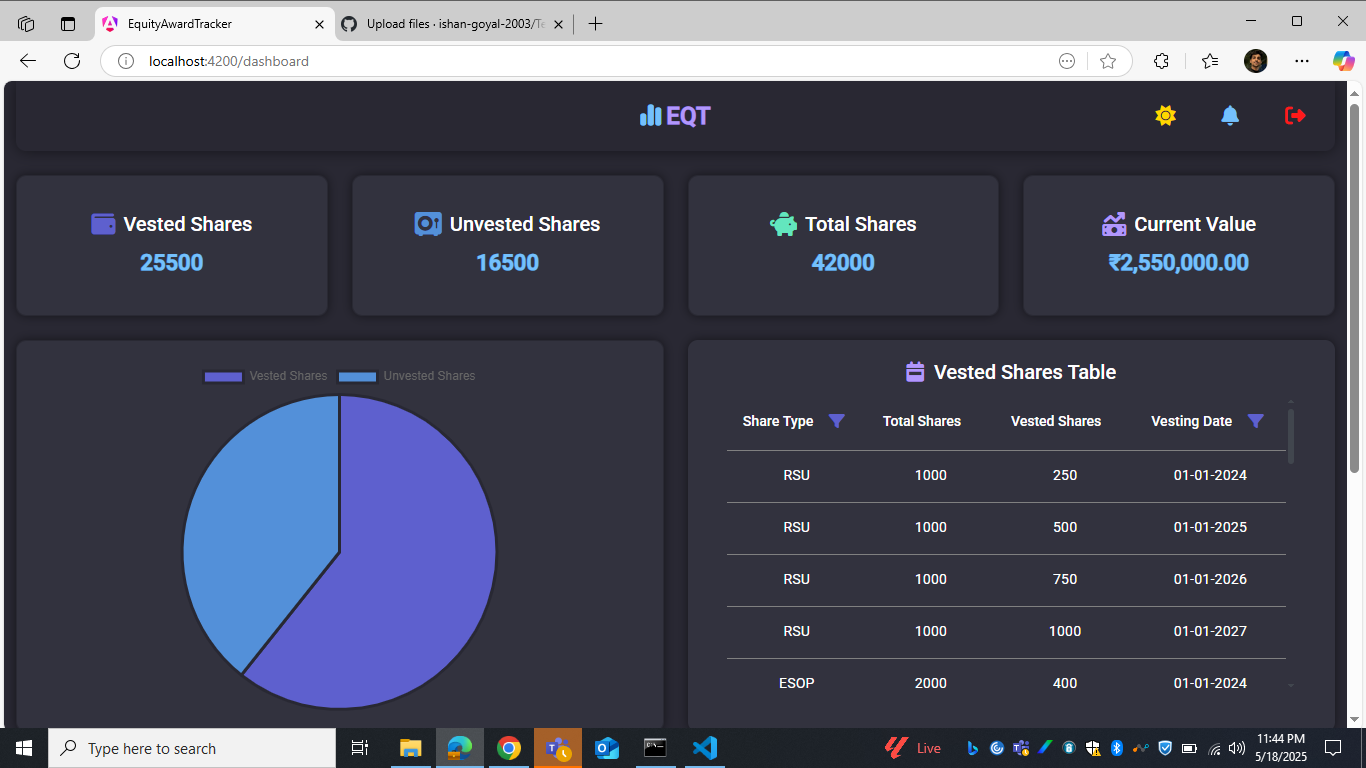 EquityAwardTracker
Upload files · ishan-goyal-2003/Te
localhost:4200/dashboard
EQT
Vested Shares
25500
Unvested Shares
16500
Total Shares
42000
Current Value
₹2,550,000.00
Vested Shares Unvested Shares
Vested Shares Table
Share Type Total Shares Vested Shares Vesting Date
RSU 1000 250 01-01-2024
RSU 1000 500 01-01-2025
RSU 1000 750 01-01-2026
RSU 1000 1000 01-01-2027
ESOP 2000 400 01-01-2024
Type here to search
Live
11:44 PM
5/18/2025